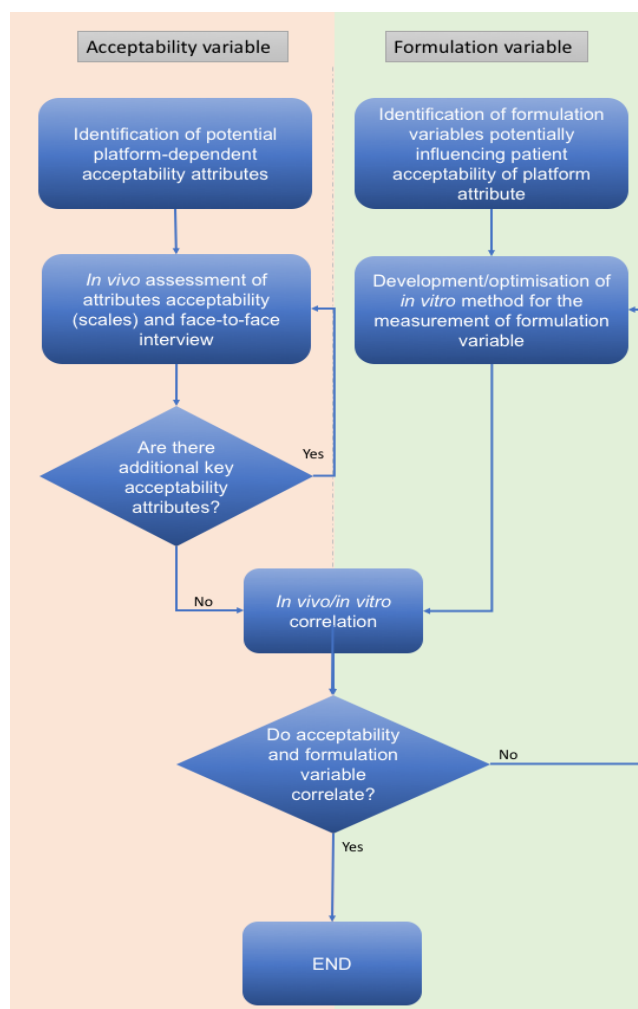 Acceptability variable
Formulation variable
Identification of potential
platform-dependent
acceptability attributes
Identification of formulation
variables potentially
influencing patient
acceptability of platform
attribute
In vivo assessment of
attributes acceptability
(scales) and face-to-face
interview
Development/optimisation of
in vitro method for the
measurement of formulation
variable
Are there
additional key
acceptability
attributes?
Yes
No
In vivo/in vitro
correlation
Do acceptability
and formulation
variable
correlate?
No
Yes
END